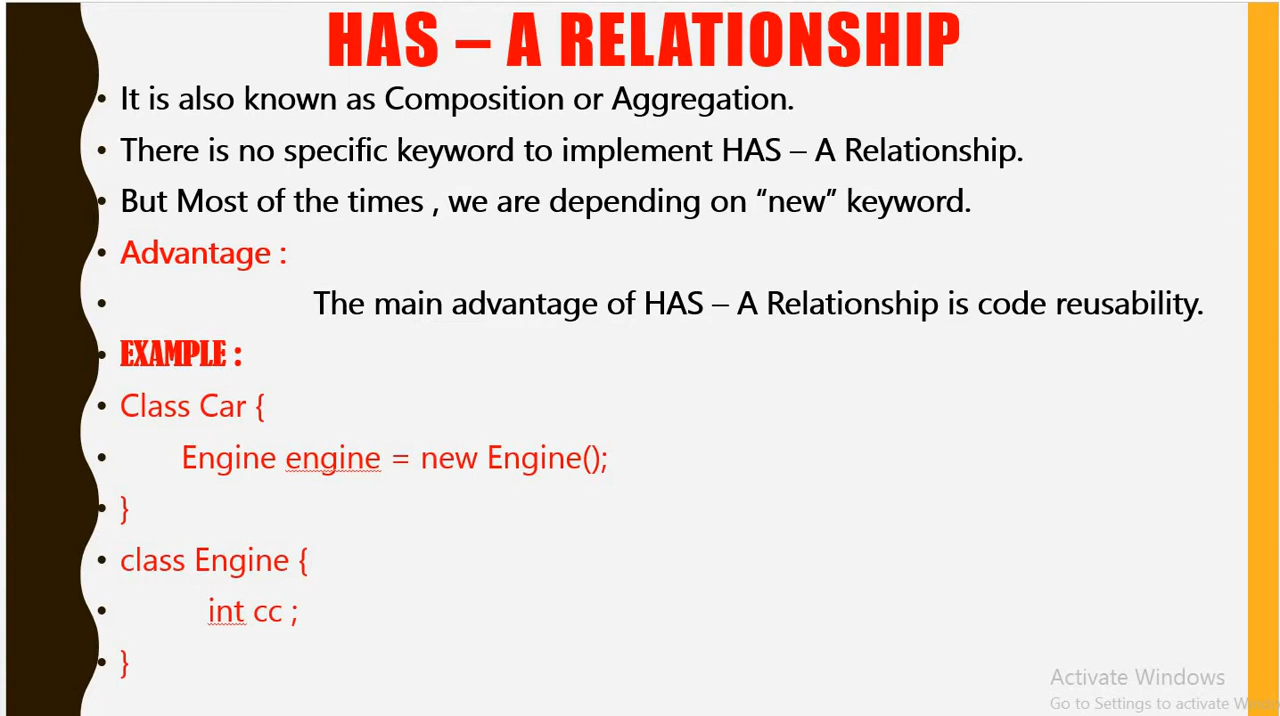 HAS – A RELATIONSHIP
• It is also known as Composition or Aggregation.
• There is no specific keyword to implement HAS – A Relationship.
• But Most of the times , we are depending on “new” keyword.
• Advantage :
• The main advantage of HAS – A Relationship is code reusability.
• EXAMPLE :
• Class Car {
• Engine engine = new Engine();
• }
• class Engine {
• int cc ;
• }
Activate Windows
Go to Settings to activate